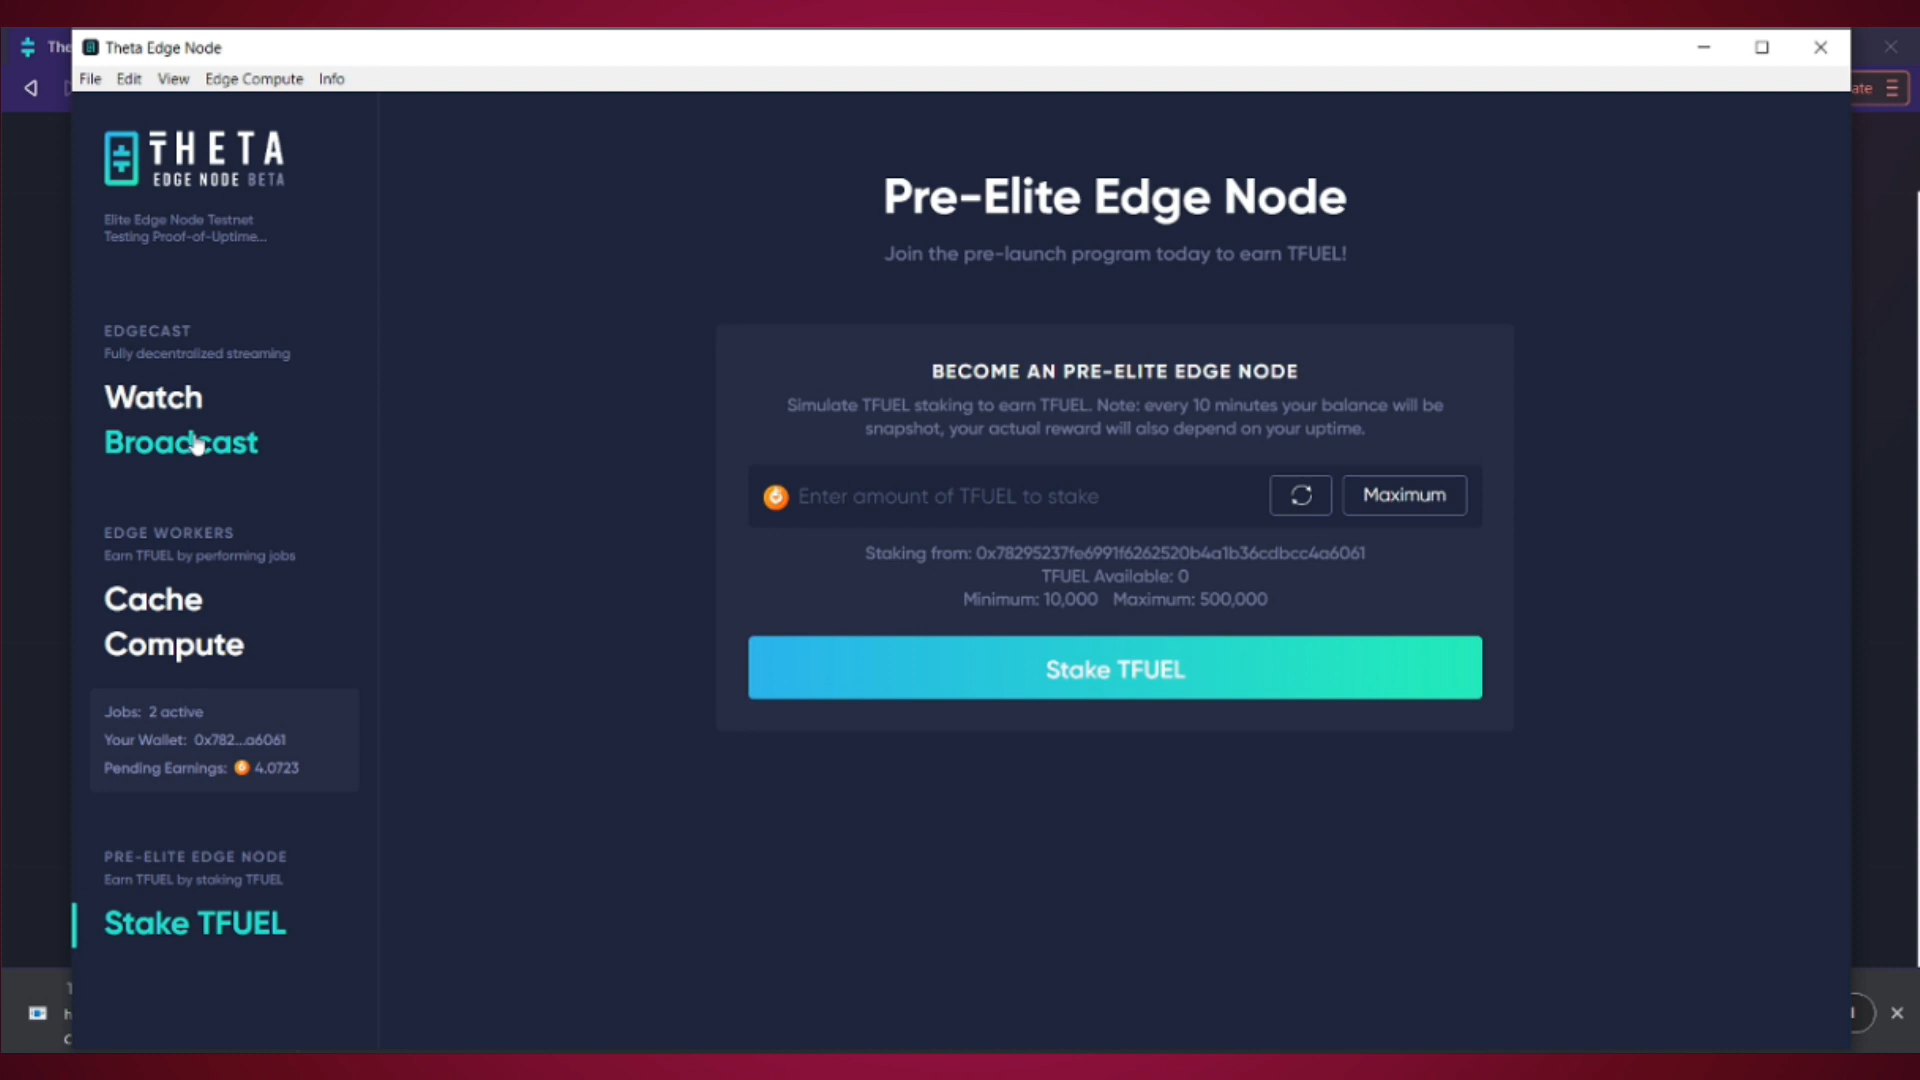 The
Theta Edge Node
File Edit View Edge Compute Info
ate
THETA
EDGE NODE BETA
Elite Edge Node Testnet
Testing Proof-of-Uptime...
EDGECAST
Fully decentralized streaming
Watch
Broadcast
EDGE WORKERS
Earn TFUEL by performing jobs
Cache
Compute
Jobs: 2 active
Your Wallet: 0x782...a6061
Pending Earnings: 4.0723
PRE-ELITE EDGE NODE
Earn TFUEL by staking TFUEL
Stake TFUEL
Pre-Elite Edge Node
Join the pre-launch program today to earn TFUEL!
BECOME AN PRE-ELITE EDGE NODE
Simulate TFUEL staking to earn TFUEL. Note: every 10 minutes your balance will be
snapshot, your actual reward will also depend on your uptime.
Enter amount of TFUEL to stake
Maximum
Staking from: 0x78295237fe6991f6262520b4a1b36cdbcc4a6061
TFUEL Available: 0
Minimum: 10,000 Maximum: 500,000
Stake TFUEL